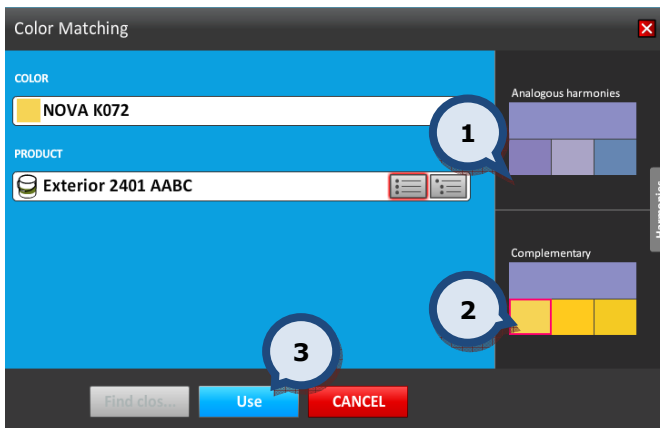 Color Matching
COLOR
NOVA K072
PRODUCT
Exterior 2401 AABC
Analogous harmonies
1
Harmonies
Complementary
2
3
Find clos...
Use
CANCEL